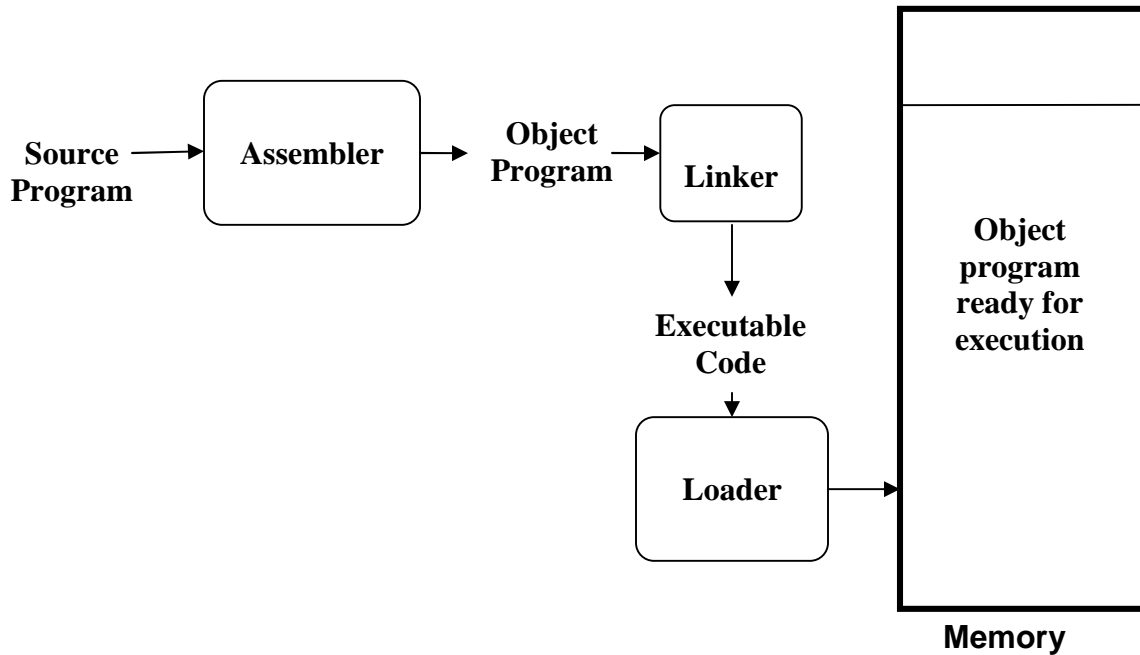 Source
Program
Assembler
Object
Program
Linker
Executable
Code
Loader
Object
program
ready for
execution
Memory